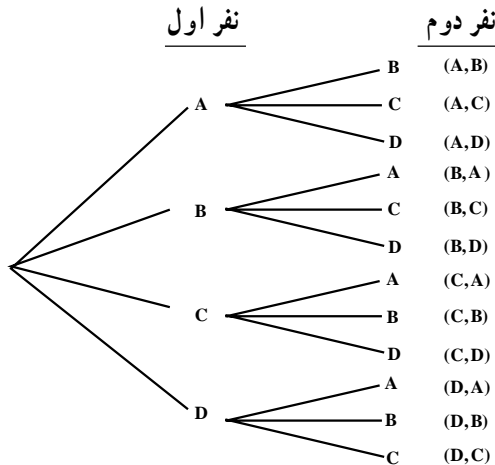 نفر اول نفر دوم
B (A,B)
A C (A,C)
D (A,D)
A (B,A)
B C (B,C)
D (B,D)
A (C,A)
C B (C,B)
D (C,D)
A (D,A)
D B (D,B)
C (D,C)